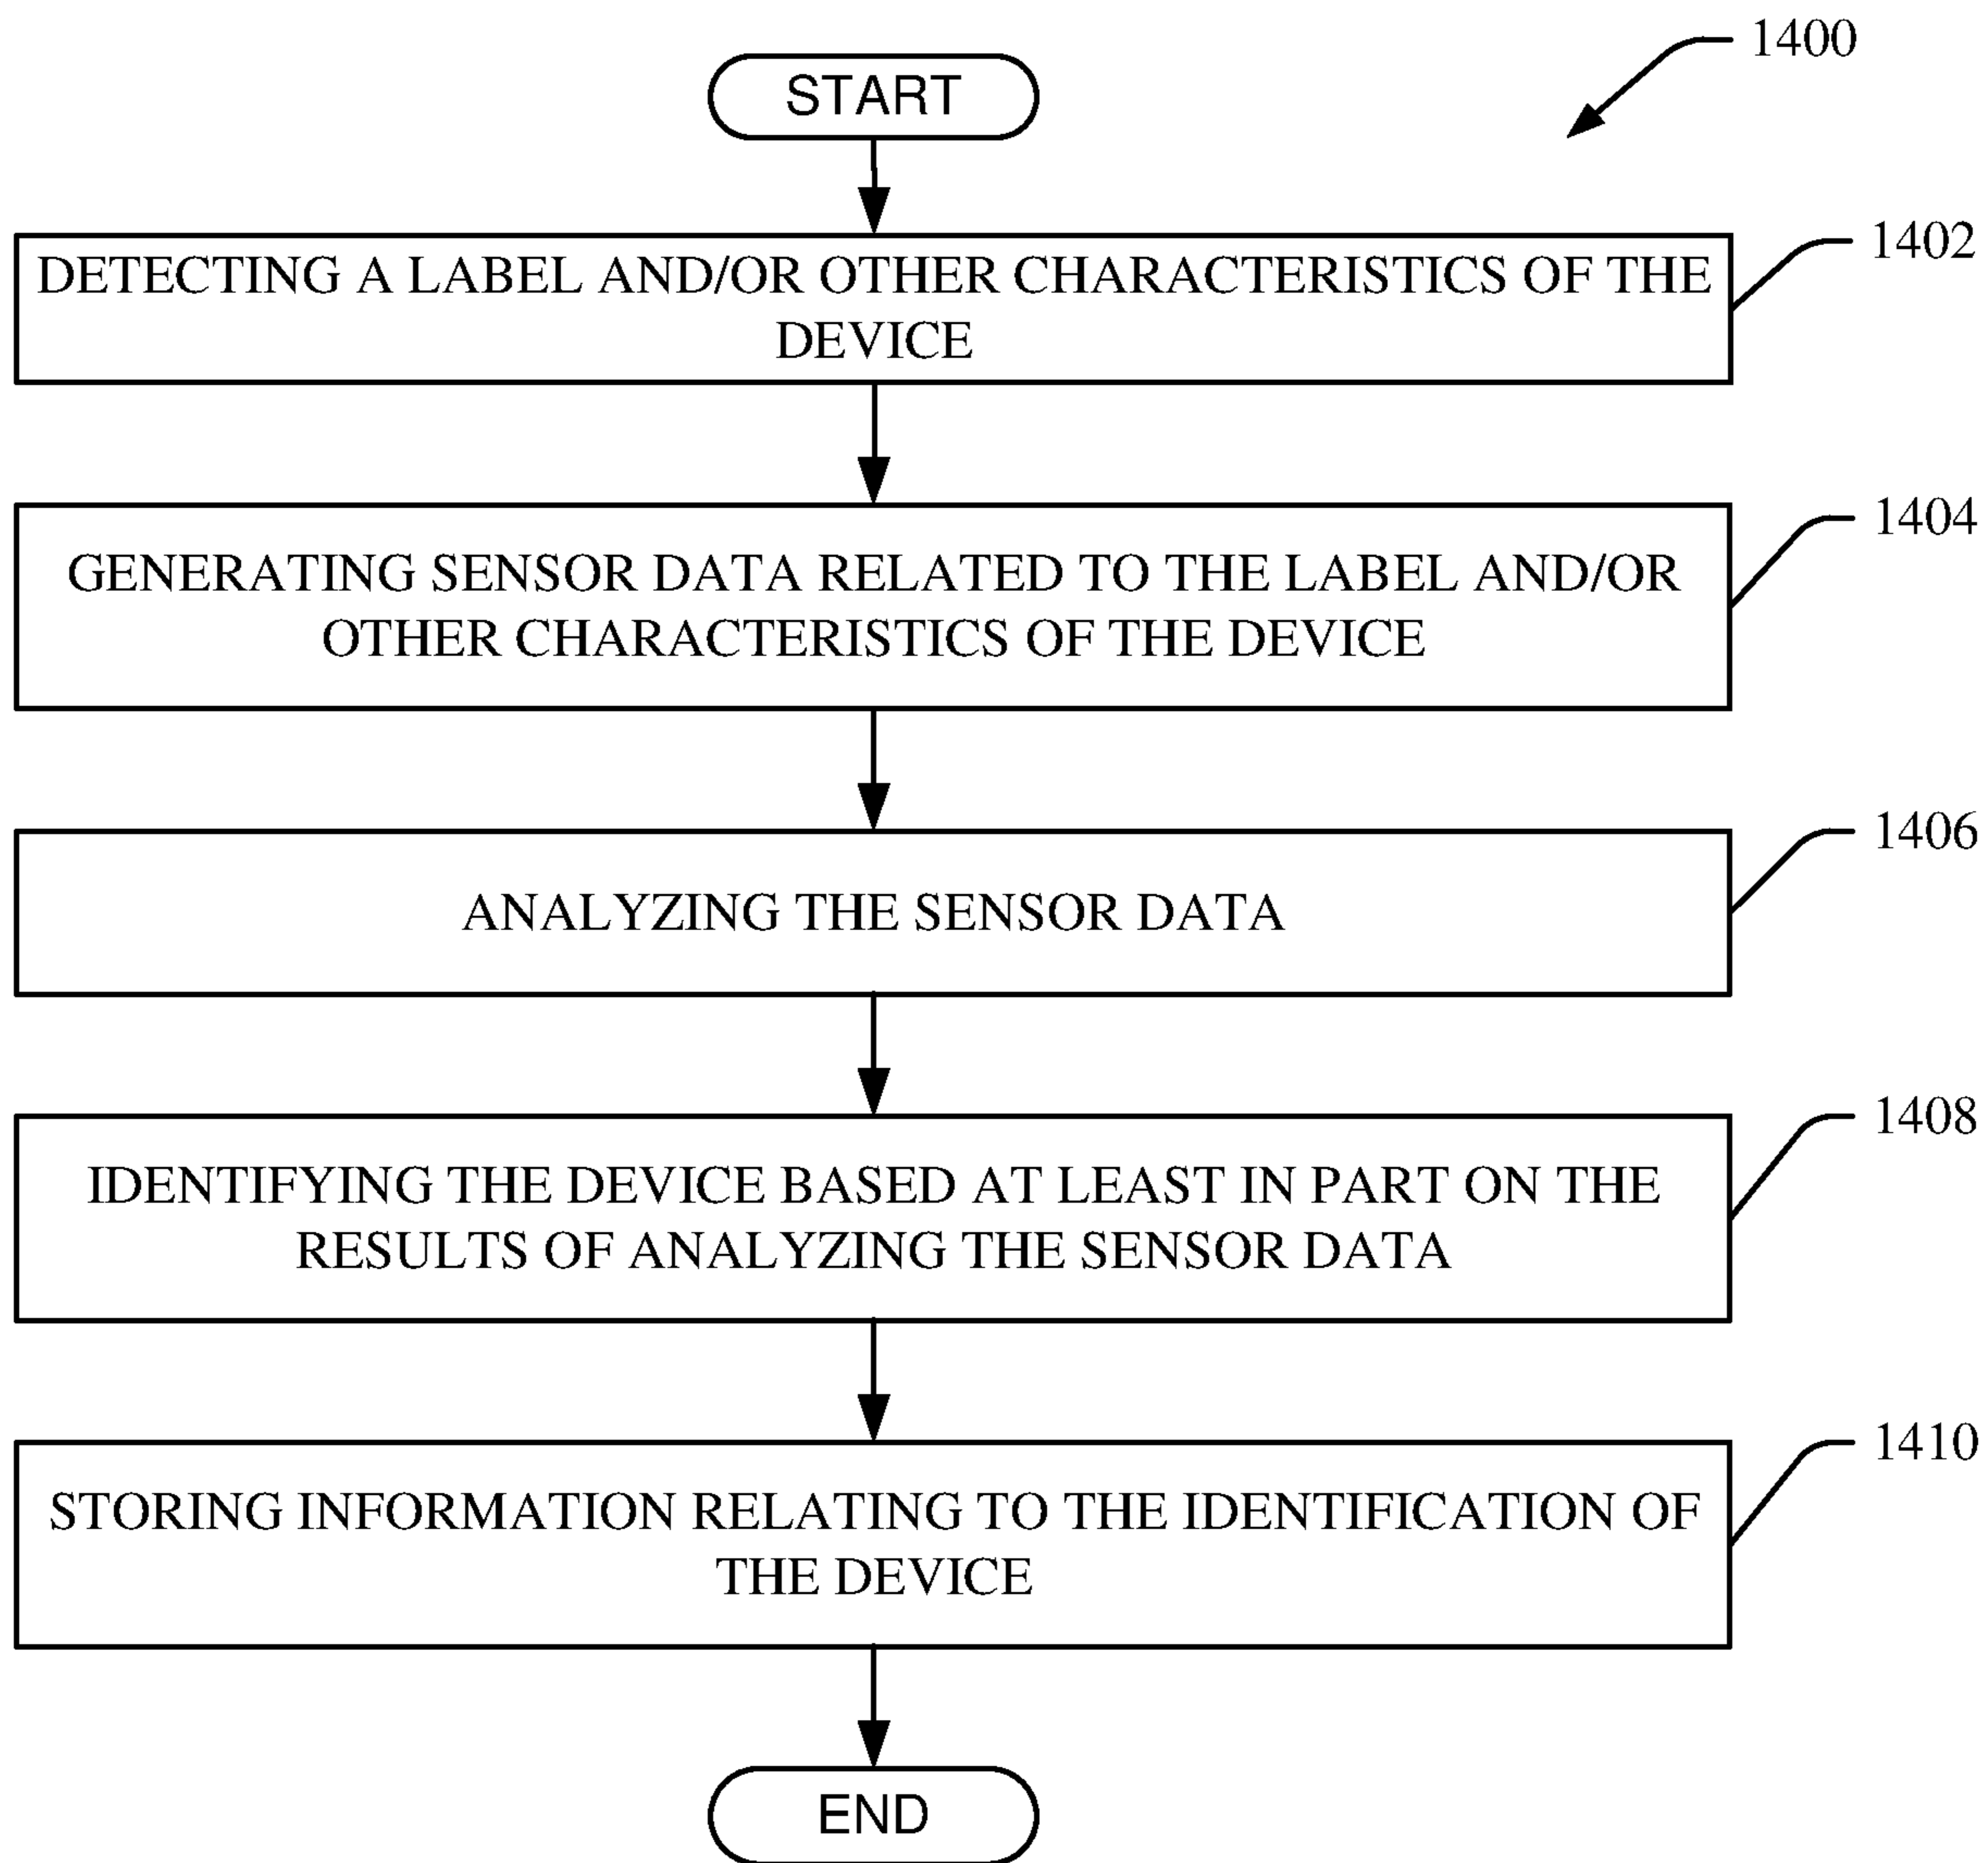 1400
START
1402
DETECTING A LABEL AND/OR OTHER CHARACTERISTICS OF THE
DEVICE
1404
GENERATING SENSOR DATA RELATED TO THE LABEL AND/OR
OTHER CHARACTERISTICS OF THE DEVICE
1406
ANALYZING THE SENSOR DATA
1408
IDENTIFYING THE DEVICE BASED AT LEAST IN PART ON THE
RESULTS OF ANALYZING THE SENSOR DATA
1410
STORING INFORMATION RELATING TO THE IDENTIFICATION OF
THE DEVICE
END